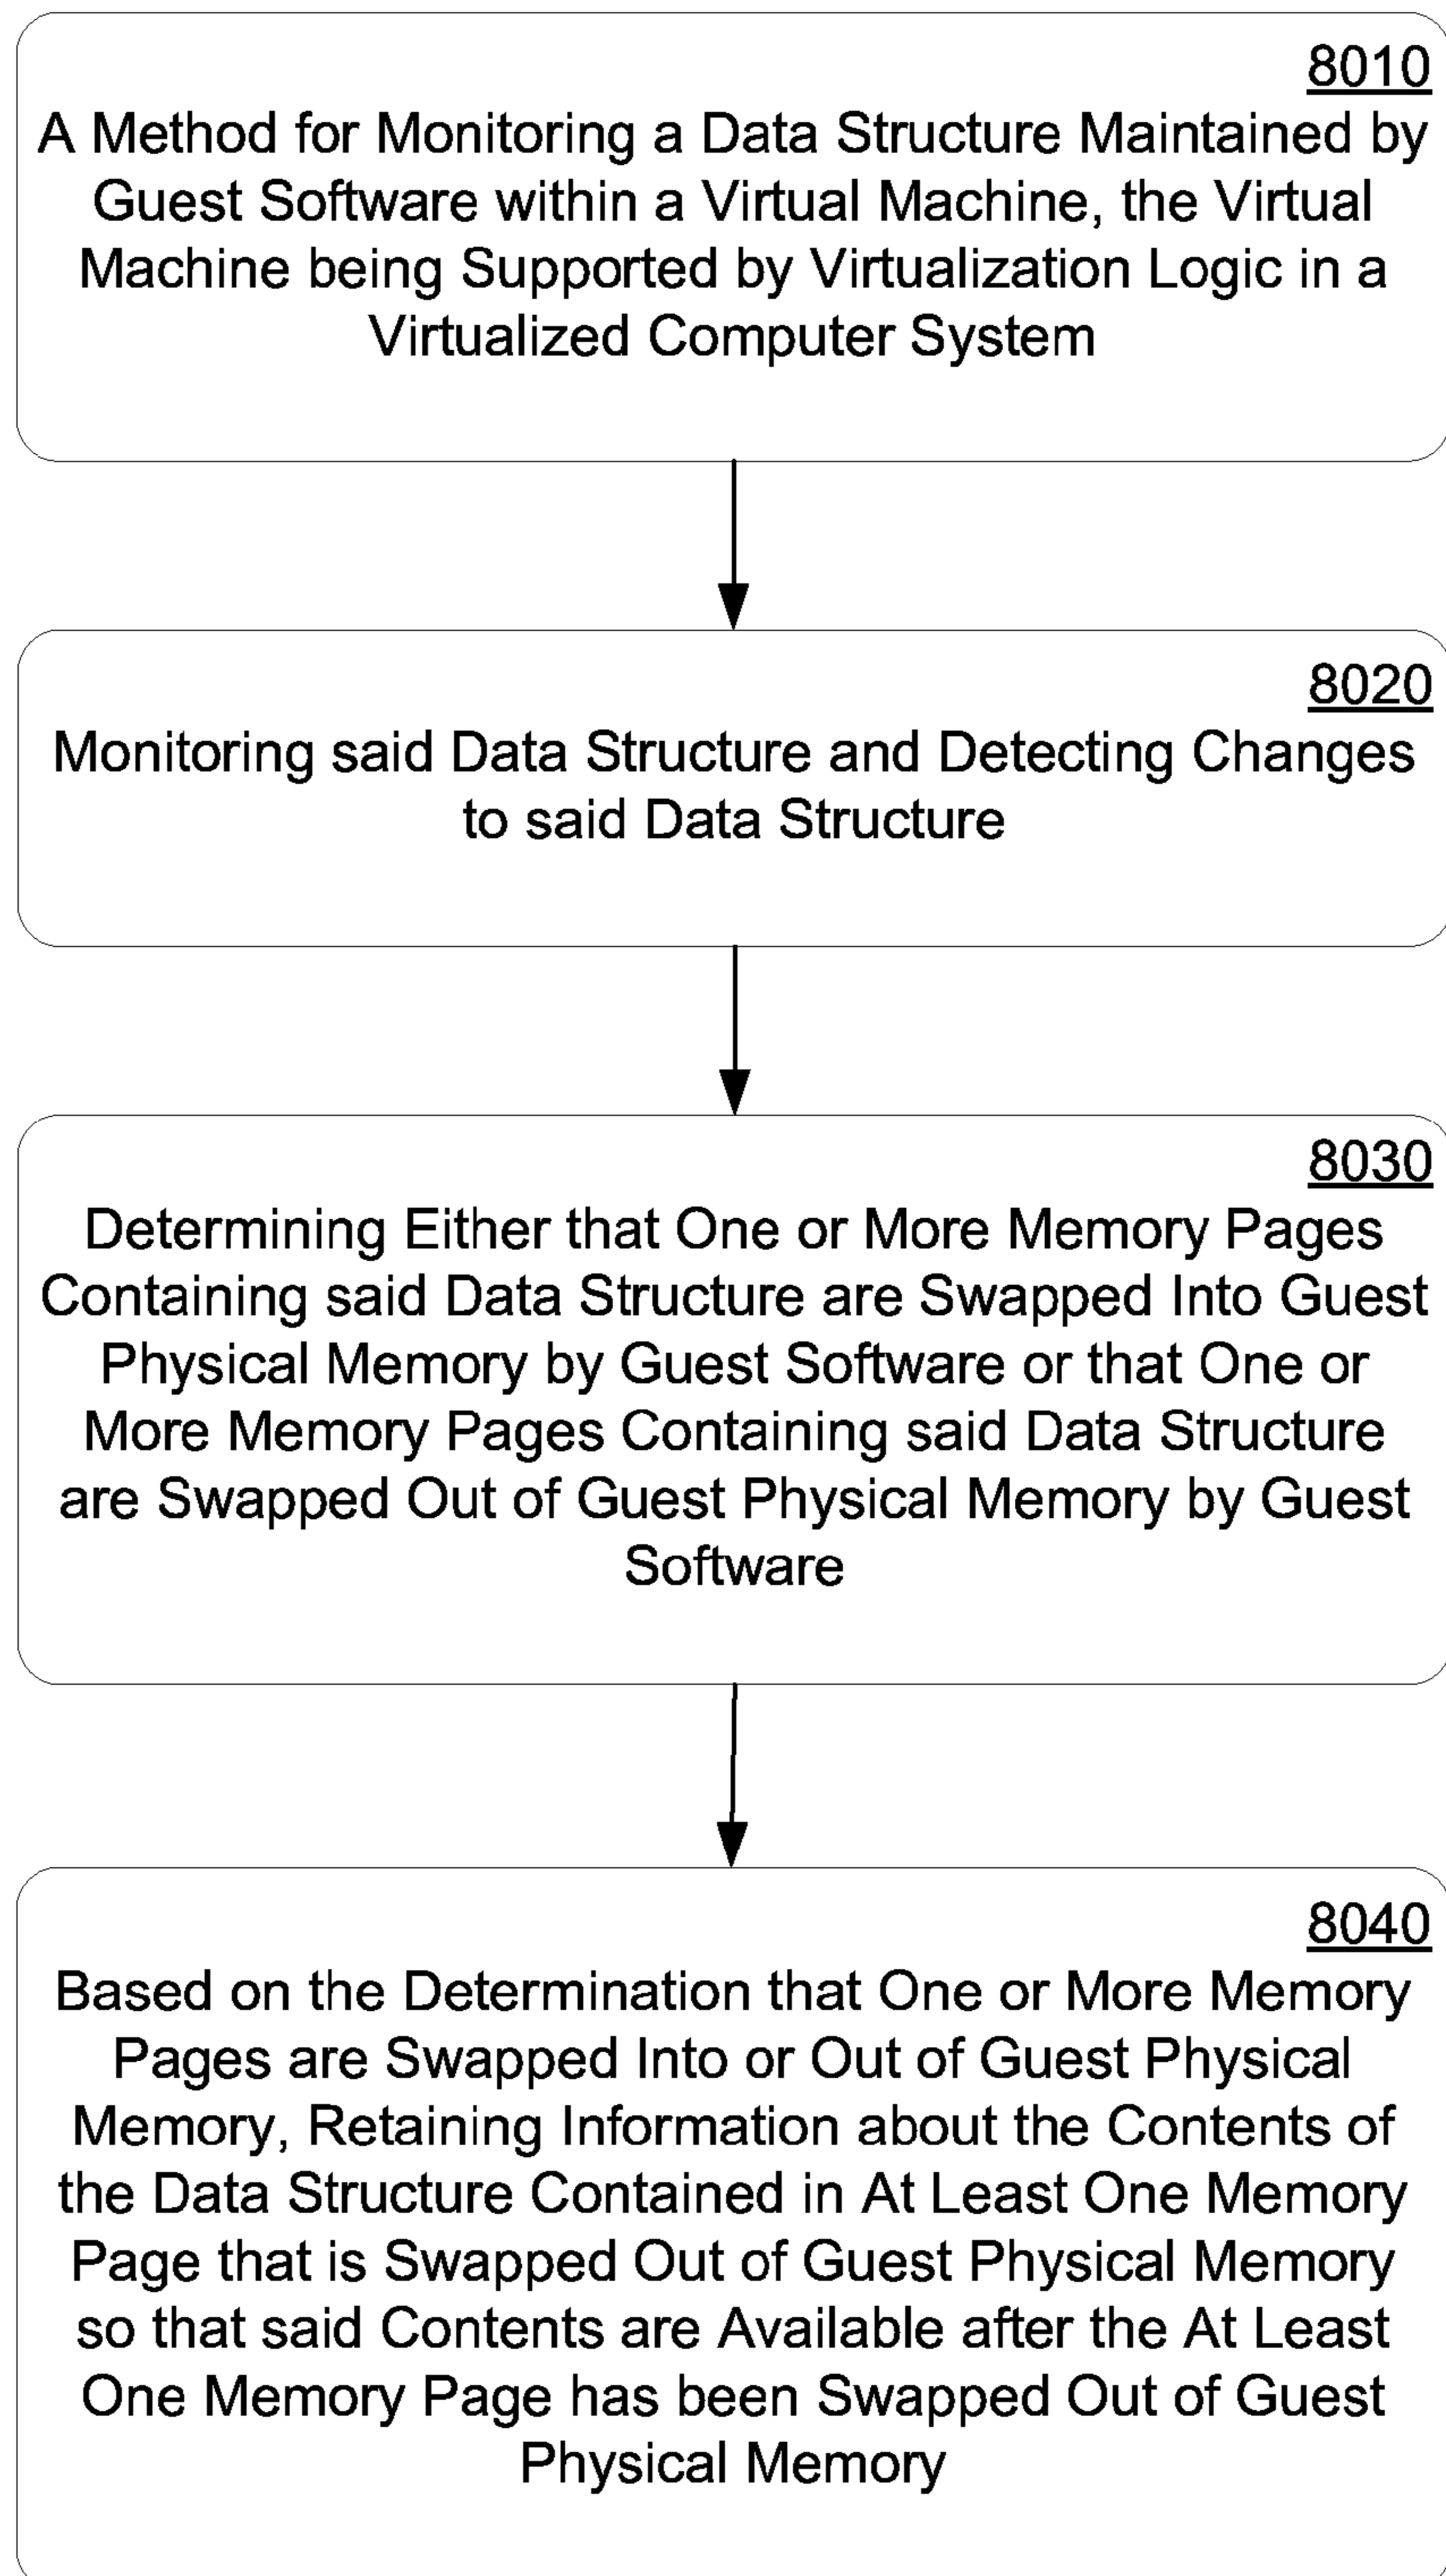 8010
A Method for Monitoring a Data Structure Maintained by
Guest Software within a Virtual Machine, the Virtual
Machine being Supported by Virtualization Logic in a
Virtualized Computer System
8020
Monitoring said Data Structure and Detecting Changes
to said Data Structure
8030
Determining Either that One or More Memory Pages
Containing said Data Structure are Swapped Into Guest
Physical Memory by Guest Software or that One or
More Memory Pages Containing said Data Structure
are Swapped Out of Guest Physical Memory by Guest
Software
8040
Based on the Determination that One or More Memory
Pages are Swapped Into or Out of Guest Physical
Memory, Retaining Information about the Contents of
the Data Structure Contained in At Least One Memory
Page that is Swapped Out of Guest Physical Memory
so that said Contents are Available after the At Least
One Memory Page has been Swapped Out of Guest
Physical Memory